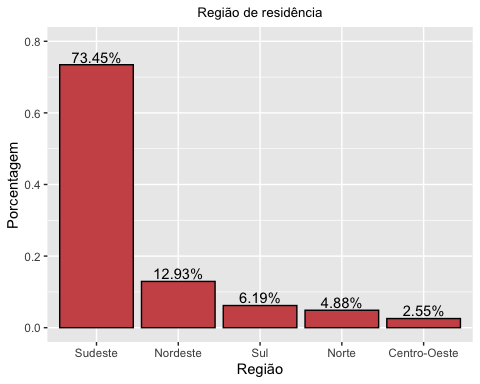 Região de residência
Porcentagem
0.8
0.6
0.4
0.2
0.0
73.45%
12.93%
6.19%
4.88%
2.55%
Sudeste
Nordeste
Sul
Norte
Centro-Oeste
Região